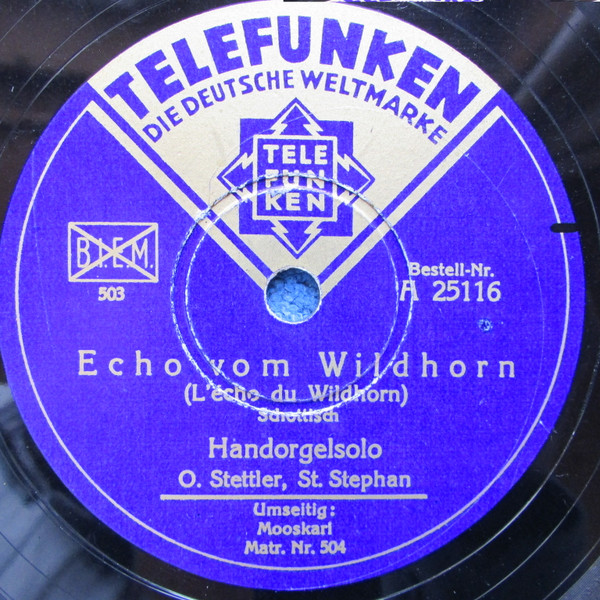 TELEFUNKEN
DIE DEUTSCHE WELTMARKE
TELE
FUN
KEN
B.I.E.M.
503
Bestell-Nr.
A 25116
Echo vom Wildhorn
(L'écho du Wildhorn)
Schottisch
Handorgelsolo
O. Stettler, St. Stephan
Umseitig:
Mooskarl
Matr. Nr. 504